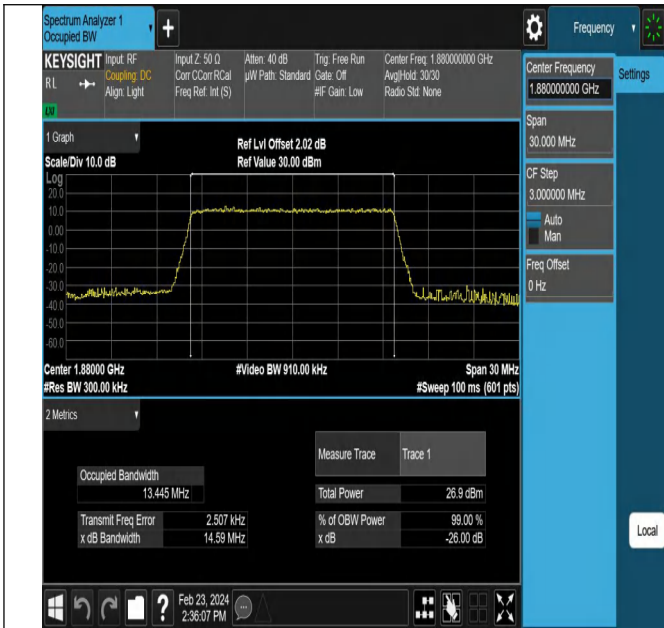 Spectrum Analyzer 1
Occupied BW
Frequency
KEYSIGHT
RL
LXI
Input: RF
Coupling: DC
Align: Light
Input Z: 50 Ω
Corr CCorr RCal
Freq Ref: Int (S)
Atten: 40 dB
µW Path: Standard
Trig: Free Run
Gate: Off
#IF Gain: Low
Center Freq: 1.880000000 GHz
Avg|Hold: 30/30
Radio Std: None
Center Frequency
1.880000000 GHz
Settings
Span
30.000 MHz
CF Step
3.000000 MHz
Auto
Man
Freq Offset
0 Hz
Local
1 Graph
Scale/Div 10.0 dB
Ref Lvl Offset 2.02 dB
Ref Value 30.00 dBm
Log
20.0
10.0
0.00
-10.0
-20.0
-30.0
-40.0
-50.0
-60.0
Center 1.88000 GHz
#Video BW 910.00 kHz
Span 30 MHz
#Res BW 300.00 kHz
#Sweep 100 ms (601 pts)
2 Metrics
Measure Trace
Trace 1
Occupied Bandwidth
13.445 MHz
Total Power
26.9 dBm
Transmit Freq Error
2.507 kHz
% of OBW Power
99.00 %
x dB Bandwidth
14.59 MHz
x dB
-26.00 dB
?
Feb 23, 2024
2:36:07 PM